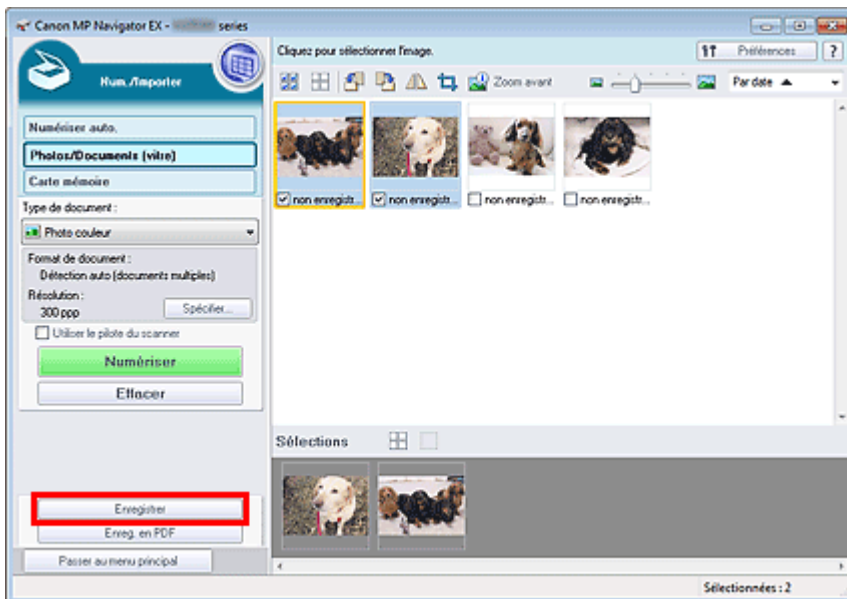 Canon MP Navigator EX - series
Cliquez pour sélectionner l'image.
Préférences
?
Num./Importer
Zoom avant
Par date
Numériser auto.
Photos/Documents (vitre)
Carte mémoire
Type de document :
Photo couleur
Format de document :
Détection auto (documents multiples)
Résolution :
300 ppp
Spécifier...
Utiliser le pilote du scanner
Numériser
Effacer
non enregistr...
non enregistr...
non enregistr...
non enregistr...
Sélections
Enregistrer
Enreg. en PDF
Passer au menu principal
Sélectionnées : 2